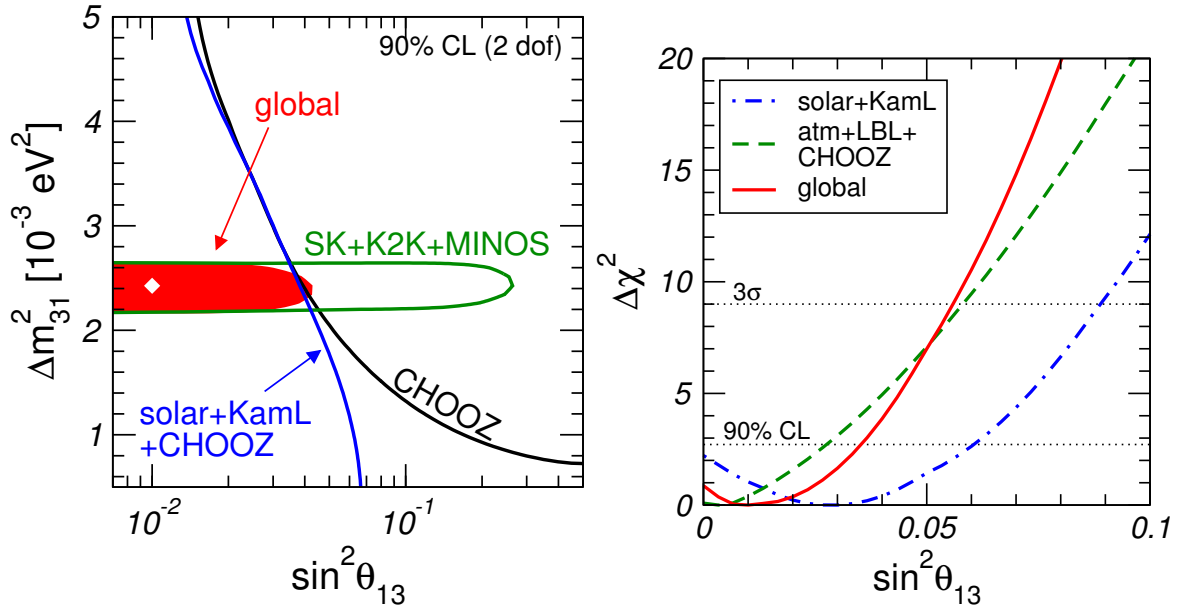 90% CL (2 dof)
global
SK+K2K+MINOS
CHOOZ
solar+KamL
+CHOOZ
5
4
3
2
1
Δm²₃₁ [10⁻³ eV²]
10⁻²
10⁻¹
sin²θ₁₃
solar+KamL
atm+LBL+
CHOOZ
global
3σ
90% CL
20
15
10
5
0
Δχ²
0
0.05
0.1
sin²θ₁₃